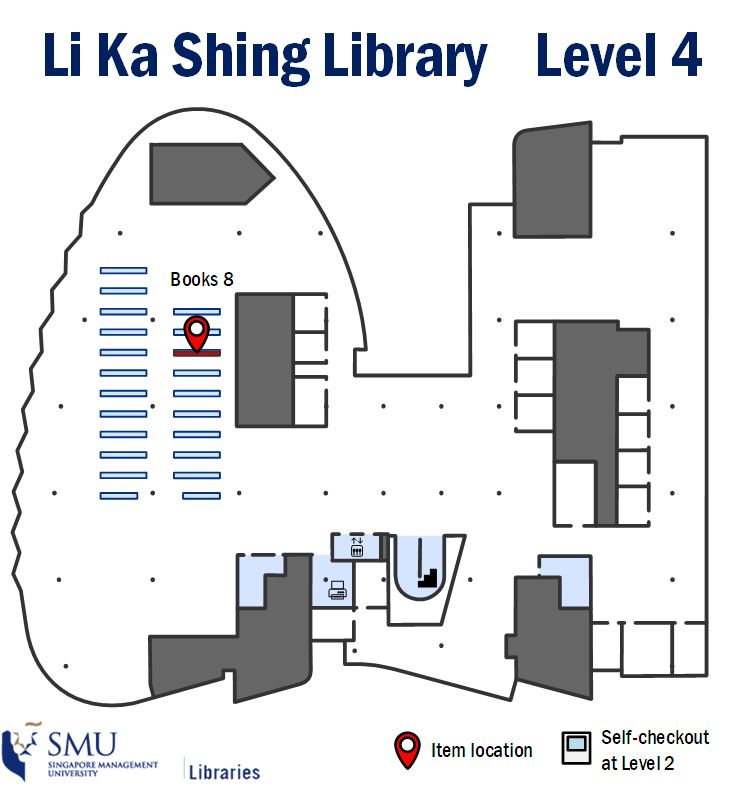 Li Ka Shing Library Level 4
Books 8
SMU
SINGAPORE MANAGEMENT
UNIVERSITY
Libraries
Item location
Self-checkout
at Level 2